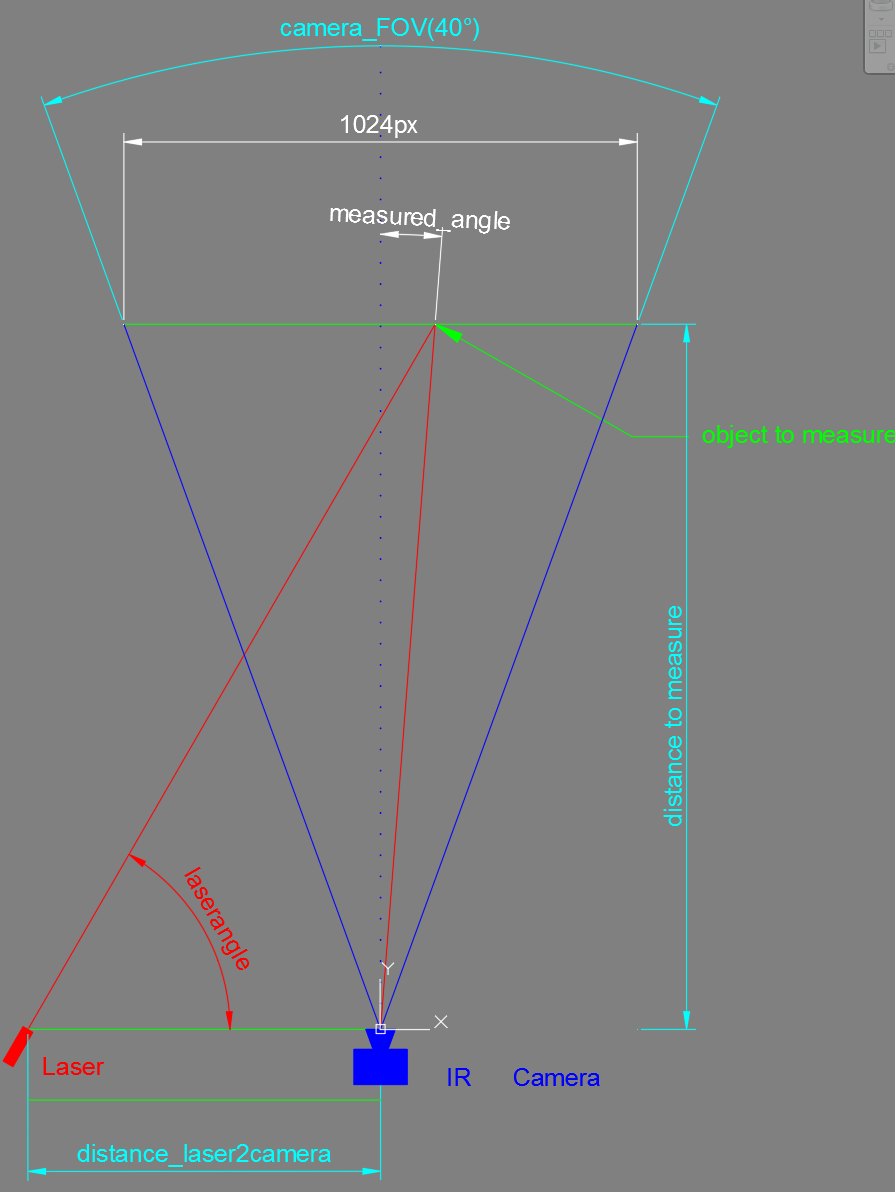 camera_FOV(40°)
1024px
measured_angle
object to measure
distance to measure
laserangle
Y
X
Laser
IR Camera
distance_laser2camera